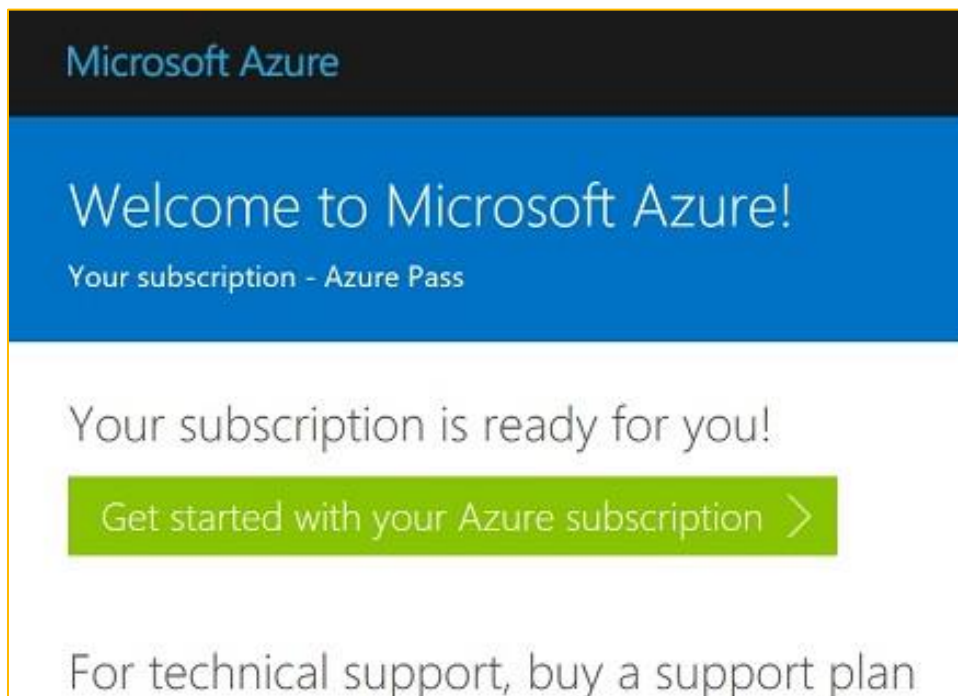 Microsoft Azure
Welcome to Microsoft Azure!
Your subscription - Azure Pass
Your subscription is ready for you!
Get started with your Azure subscription
For technical support, buy a support plan